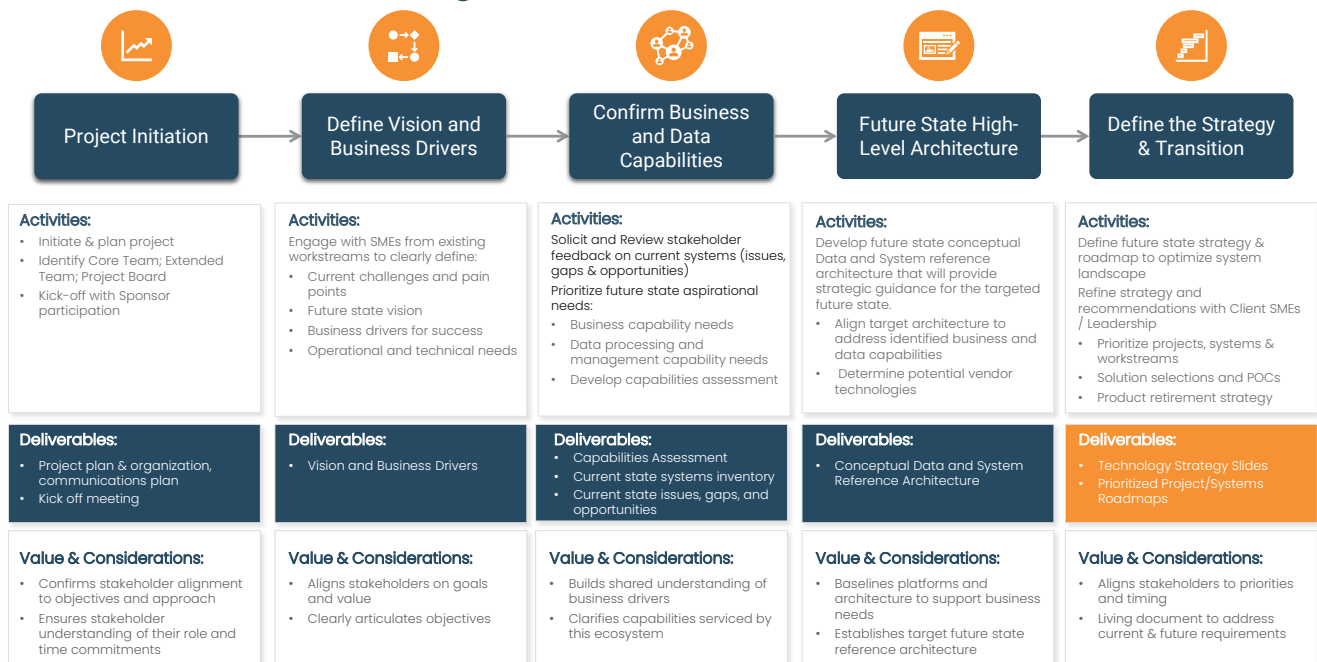 Project Initiation
Define Vision and
Business Drivers
Confirm Business
and Data
Capabilities
Future State High-
Level Architecture
Define the Strategy
& Transition
Activities:
• Initiate & plan project
• Identify Core Team; Extended
Team; Project Board
• Kick-off with Sponsor
participation
Activities:
Engage with SMEs from existing
workstreams to clearly define:
• Current challenges and pain
points
• Future state vision
• Business drivers for success
• Operational and technical needs
Activities:
Solicit and Review stakeholder
feedback on current systems (issues,
gaps & opportunities)
Prioritize future state aspirational
needs:
• Business capability needs
• Data processing and
management capability needs
• Develop capabilities assessment
Activities:
Develop future state conceptual
Data and System reference
architecture that will provide
strategic guidance for the targeted
future state.
• Align target architecture to
address identified business and
data capabilities
• Determine potential vendor
technologies
Activities:
Define future state strategy &
roadmap to optimize system
landscape
Refine strategy and
recommendations with Client SMEs
/ Leadership
• Prioritize projects, systems &
workstreams
• Solution selections and POCs
• Product retirement strategy
Deliverables:
• Project plan & organization,
communications plan
• Kick off meeting
Deliverables:
• Vision and Business Drivers
Deliverables:
• Capabilities Assessment
• Current state systems inventory
• Current state issues, gaps, and
opportunities
Deliverables:
• Conceptual Data and System
Reference Architecture
Deliverables:
• Technology Strategy Slides
• Prioritized Project/Systems
Roadmaps
Value & Considerations:
• Confirms stakeholder alignment
to objectives and approach
• Ensures stakeholder
understanding of their role and
time commitments
Value & Considerations:
• Aligns stakeholders on goals
and value
• Clearly articulates objectives
Value & Considerations:
• Builds shared understanding of
business drivers
• Clarifies capabilities serviced by
this ecosystem
Value & Considerations:
• Baselines platforms and
architecture to support business
needs
• Establishes target future state
reference architecture
Value & Considerations:
• Aligns stakeholders to priorities
and timing
• Living document to address
current & future requirements